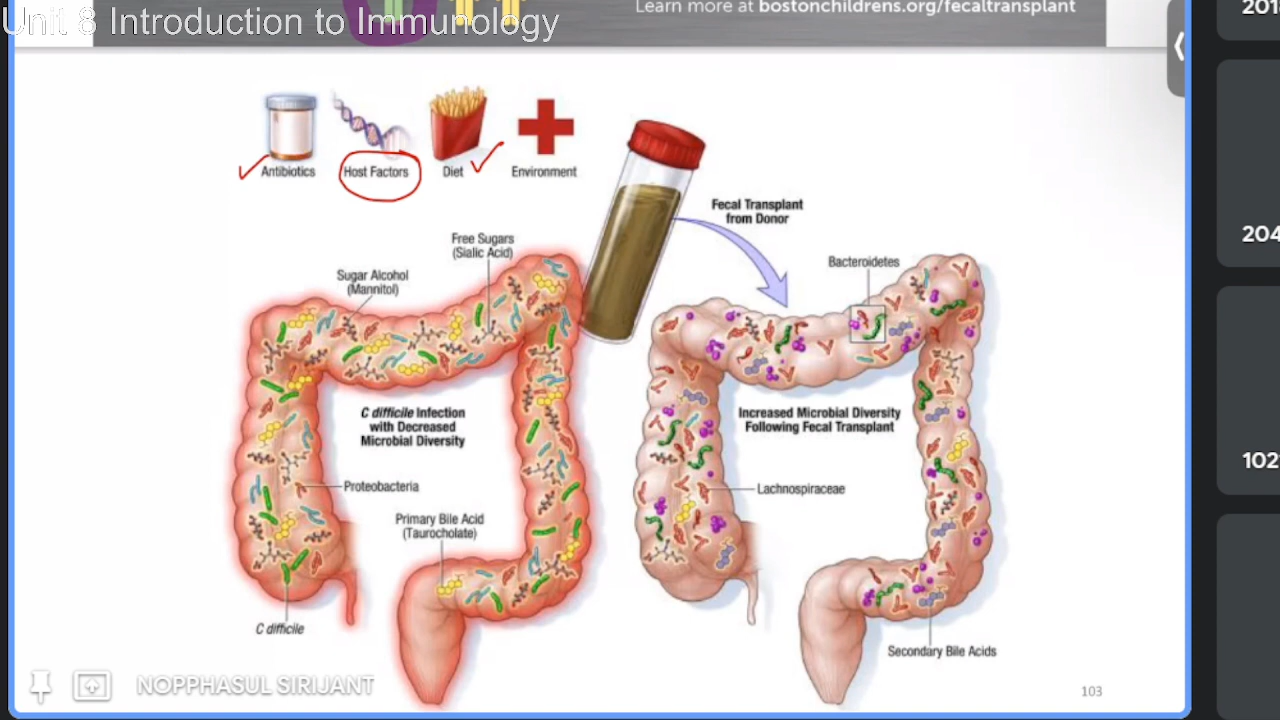 Learn more at bostonchildrens.org/fecaltransplant
Unit 8 Introduction to Immunology
Antibiotics
Host Factors
Diet
Environment
Fecal Transplant
from Donor
Free Sugars
(Sialic Acid)
Sugar Alcohol
(Mannitol)
Bacteroidetes
C difficile Infection
with Decreased
Microbial Diversity
Increased Microbial Diversity
Following Fecal Transplant
Proteobacteria
Lachnospiraceae
Primary Bile Acid
(Taurocholate)
C difficile
Secondary Bile Acids
NOPPHASUL SIRIJANT
103
204
102